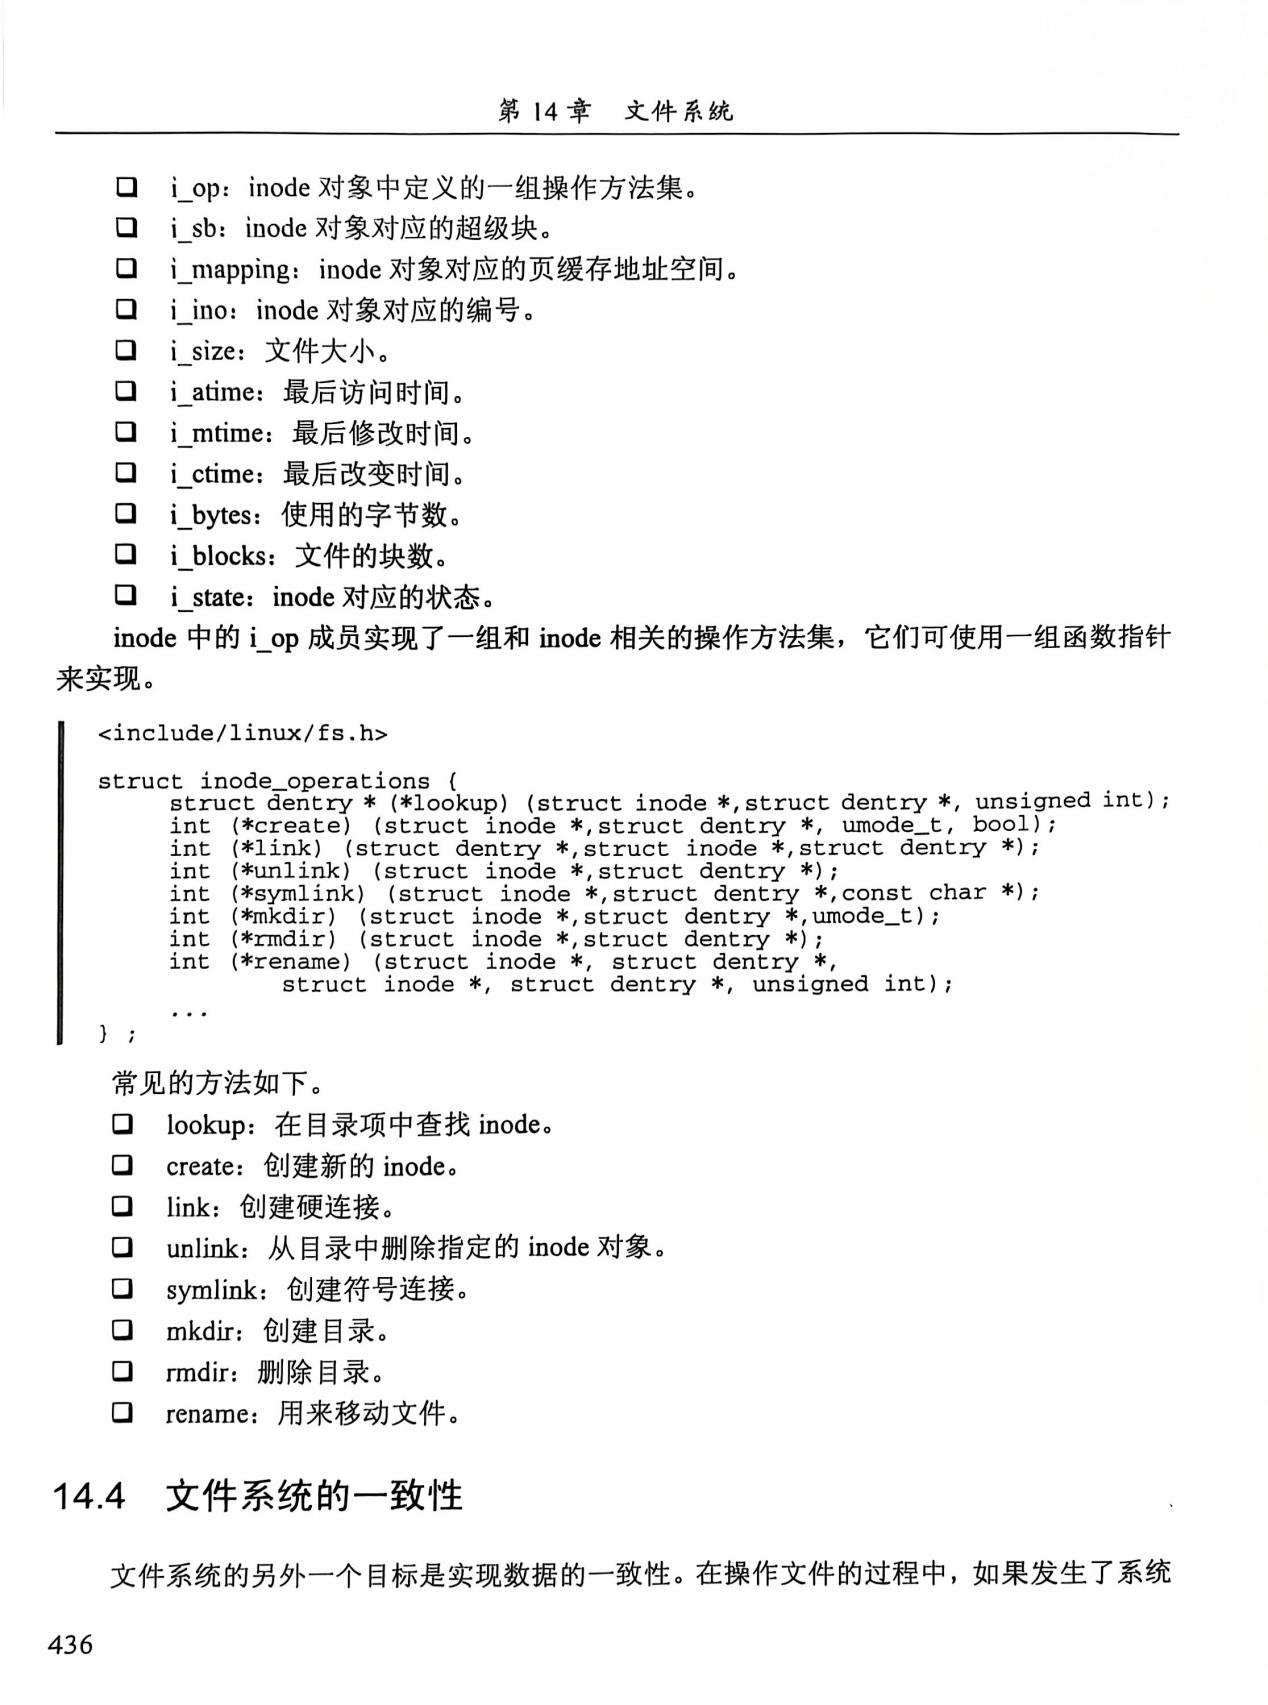 第 14 章 文件系统
❑ i_op：inode 对象中定义的一组操作方法集。
❑ i_sb：inode 对象对应的超级块。
❑ i_mapping：inode 对象对应的页缓存地址空间。
❑ i_ino：inode 对象对应的编号。
❑ i_size：文件大小。
❑ i_atime：最后访问时间。
❑ i_mtime：最后修改时间。
❑ i_ctime：最后改变时间。
❑ i_bytes：使用的字节数。
❑ i_blocks：文件的块数。
❑ i_state：inode 对应的状态。
inode 中的 i_op 成员实现了一组和 inode 相关的操作方法集，它们可使用一组函数指针
来实现。
<include/linux/fs.h>
struct inode_operations {
struct dentry * (*lookup) (struct inode *,struct dentry *, unsigned int);
int (*create) (struct inode *,struct dentry *, umode_t, bool);
int (*link) (struct dentry *,struct inode *,struct dentry *);
int (*unlink) (struct inode *,struct dentry *);
int (*symlink) (struct inode *,struct dentry *,const char *);
int (*mkdir) (struct inode *,struct dentry *,umode_t);
int (*rmdir) (struct inode *,struct dentry *);
int (*rename) (struct inode *, struct dentry *,
struct inode *, struct dentry *, unsigned int);
...
} ;
常见的方法如下。
❑ lookup：在目录项中查找 inode。
❑ create：创建新的 inode。
❑ link：创建硬连接。
❑ unlink：从目录中删除指定的 inode 对象。
❑ symlink：创建符号连接。
❑ mkdir：创建目录。
❑ rmdir：删除目录。
❑ rename：用来移动文件。
14.4 文件系统的一致性
文件系统的另外一个目标是实现数据的一致性。在操作文件的过程中，如果发生了系统
436